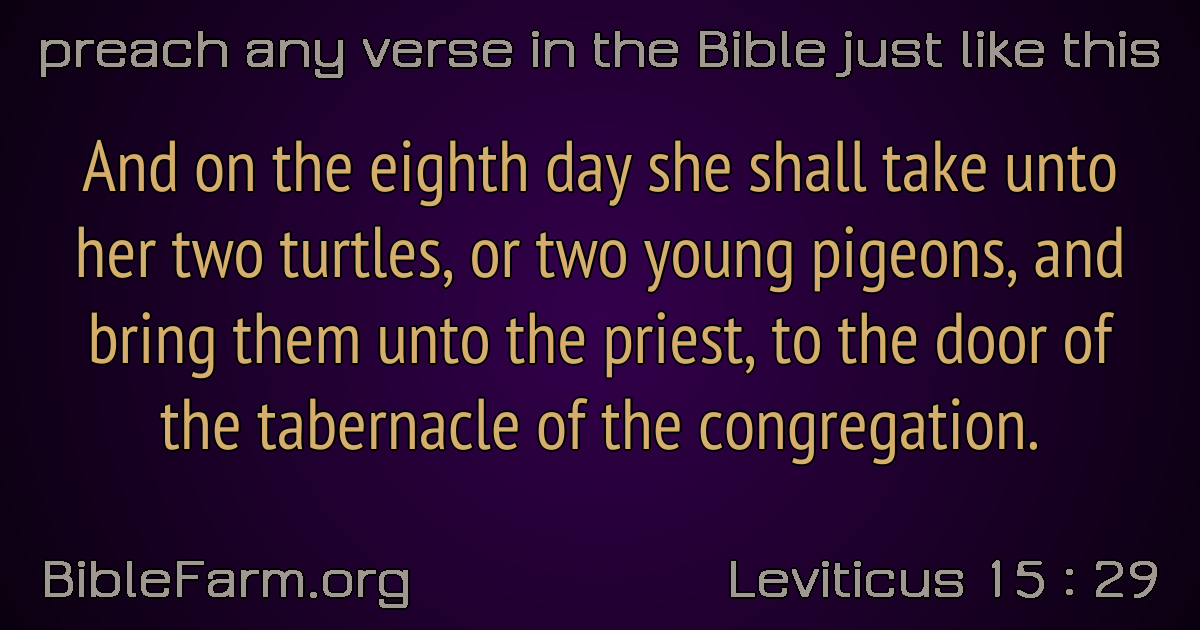 preach any verse in the Bible just like this
And on the eighth day she shall take unto
her two turtles, or two young pigeons, and
bring them unto the priest, to the door of
the tabernacle of the congregation.
BibleFarm.org
Leviticus 15 : 29